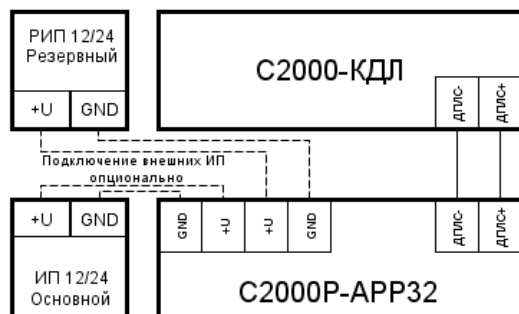 РИП 12/24
Резервный
+U GND
С2000-КДЛ
ДПЛС- ДПЛС+
Подключение внешних ИП
опционально
+U GND
ИП 12/24
Основной
GND +U +U GND
ДПЛС- ДПЛС+
С2000Р-АРР32